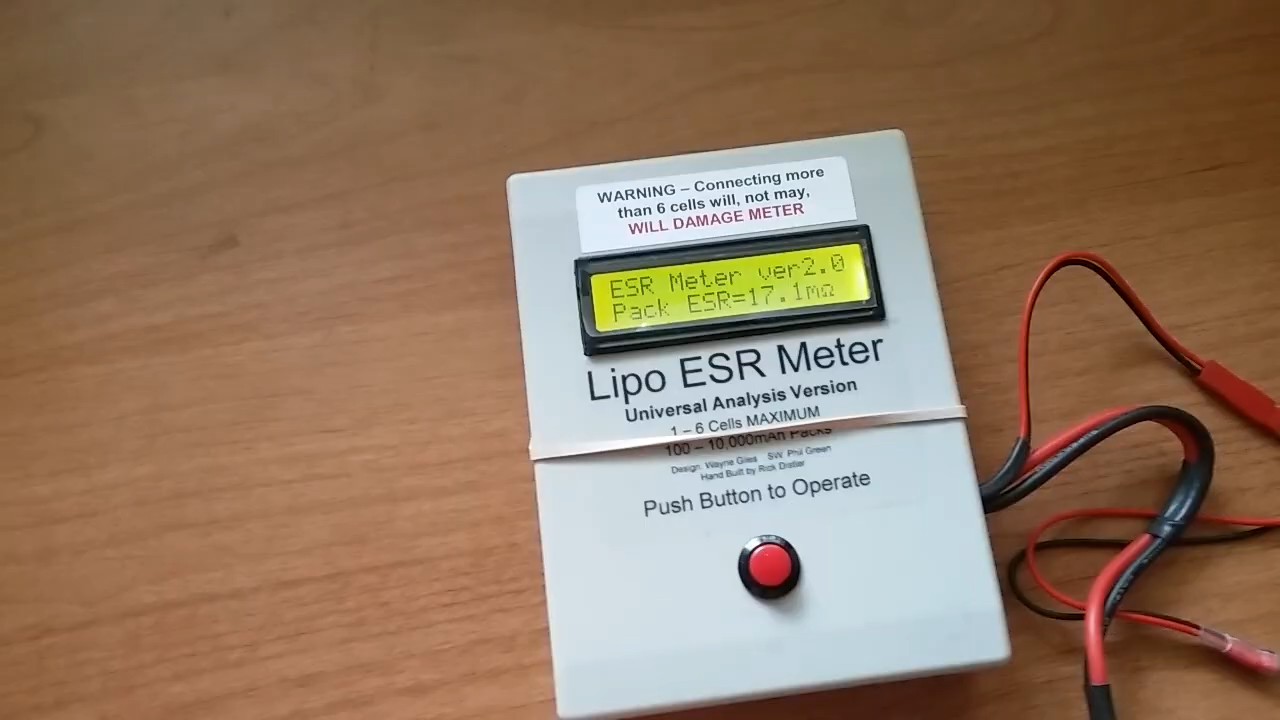 WARNING – Connecting more
than 6 cells will, not may,
WILL DAMAGE METER
ESR Meter ver2.0
Pack ESR=17.1mΩ
Lipo ESR Meter
Universal Analysis Version
1 – 6 Cells MAXIMUM
100 – 10,000mAh Packs
Design: Wayne Giles SW: Phil Green
Hand Built by Rick Distler
Push Button to Operate